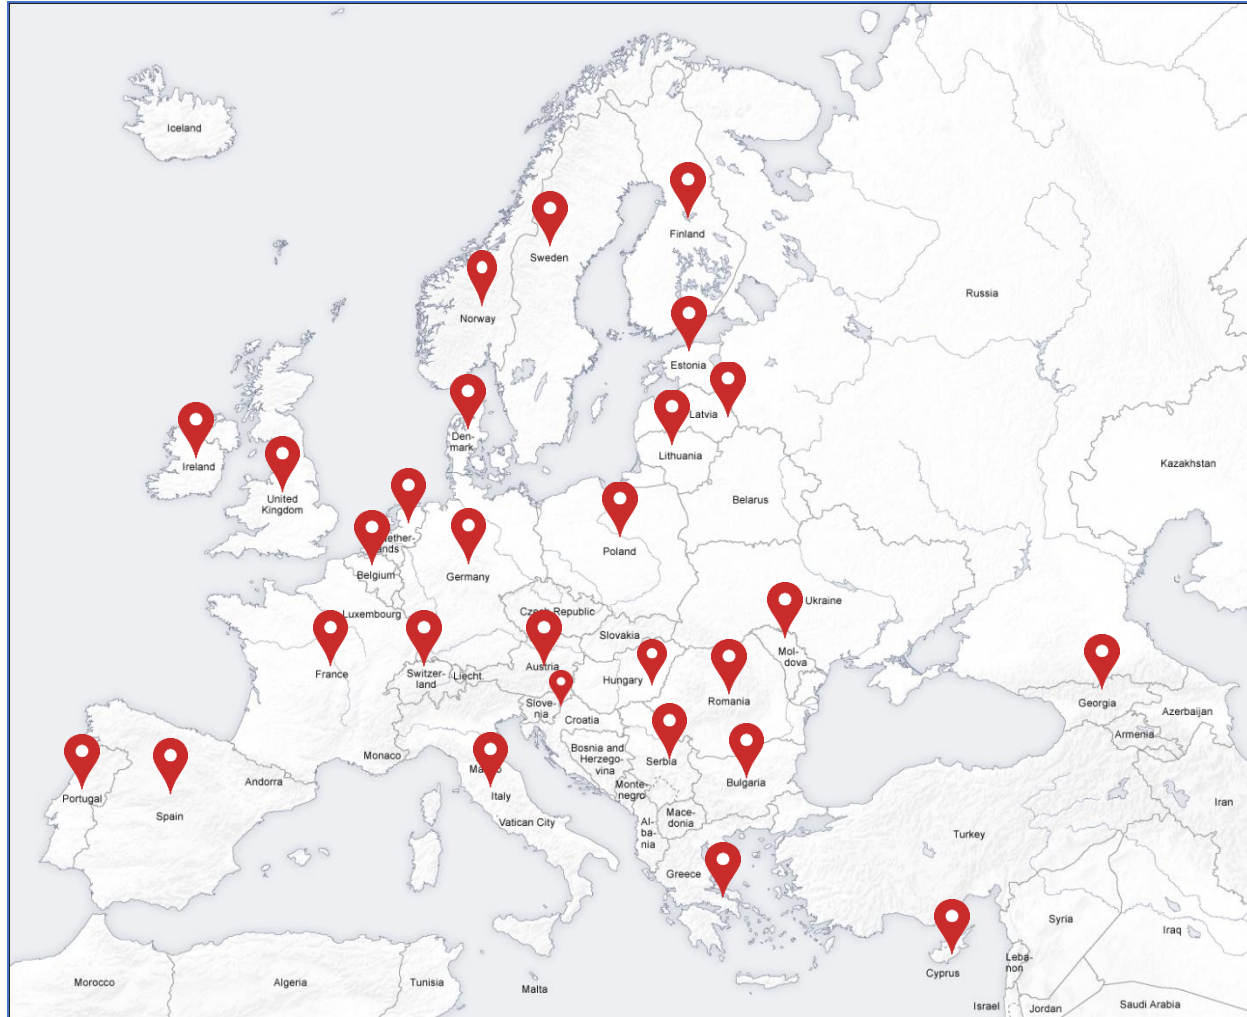 Iceland
Finland
Sweden
Russia
Norway
Estonia
Latvia
Den-
mark
Ireland
Lithuania
Kazakhstan
United
Kingdom
Belarus
Nether-
lands
Poland
Belgium
Germany
Ukraine
Luxembourg
Czech Republic
Slovakia
Mol-
dova
France
Switzer-
land
Liecht.
Austria
Hungary
Romania
Georgia
Azerbaijan
Slove-
nia
Croatia
Armenia
Monaco
Bosnia and
Herzego-
vina
Serbia
Andorra
Bulgaria
Portugal
Spain
Italy
Monte-
negro
Iran
Vatican City
Mace-
donia
Al-
ba-
nia
Turkey
Greece
Syria
Iraq
Cyprus
Leba-
non
Morocco
Algeria
Tunisia
Malta
Israel
Jordan
Saudi Arabia